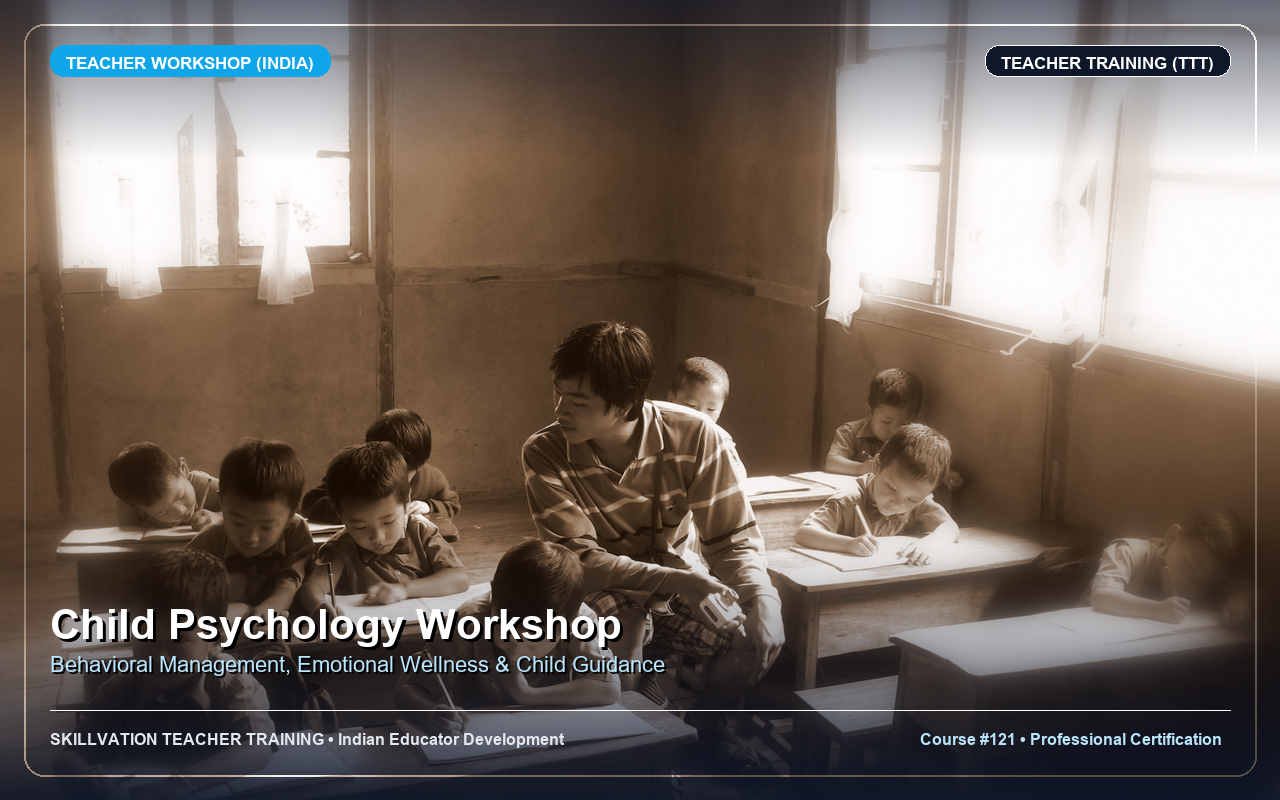 TEACHER WORKSHOP (INDIA)
TEACHER TRAINING (TTT)
Child Psychology Workshop
Behavioral Management, Emotional Wellness & Child Guidance
SKILLVATION TEACHER TRAINING • Indian Educator Development
Course #121 • Professional Certification